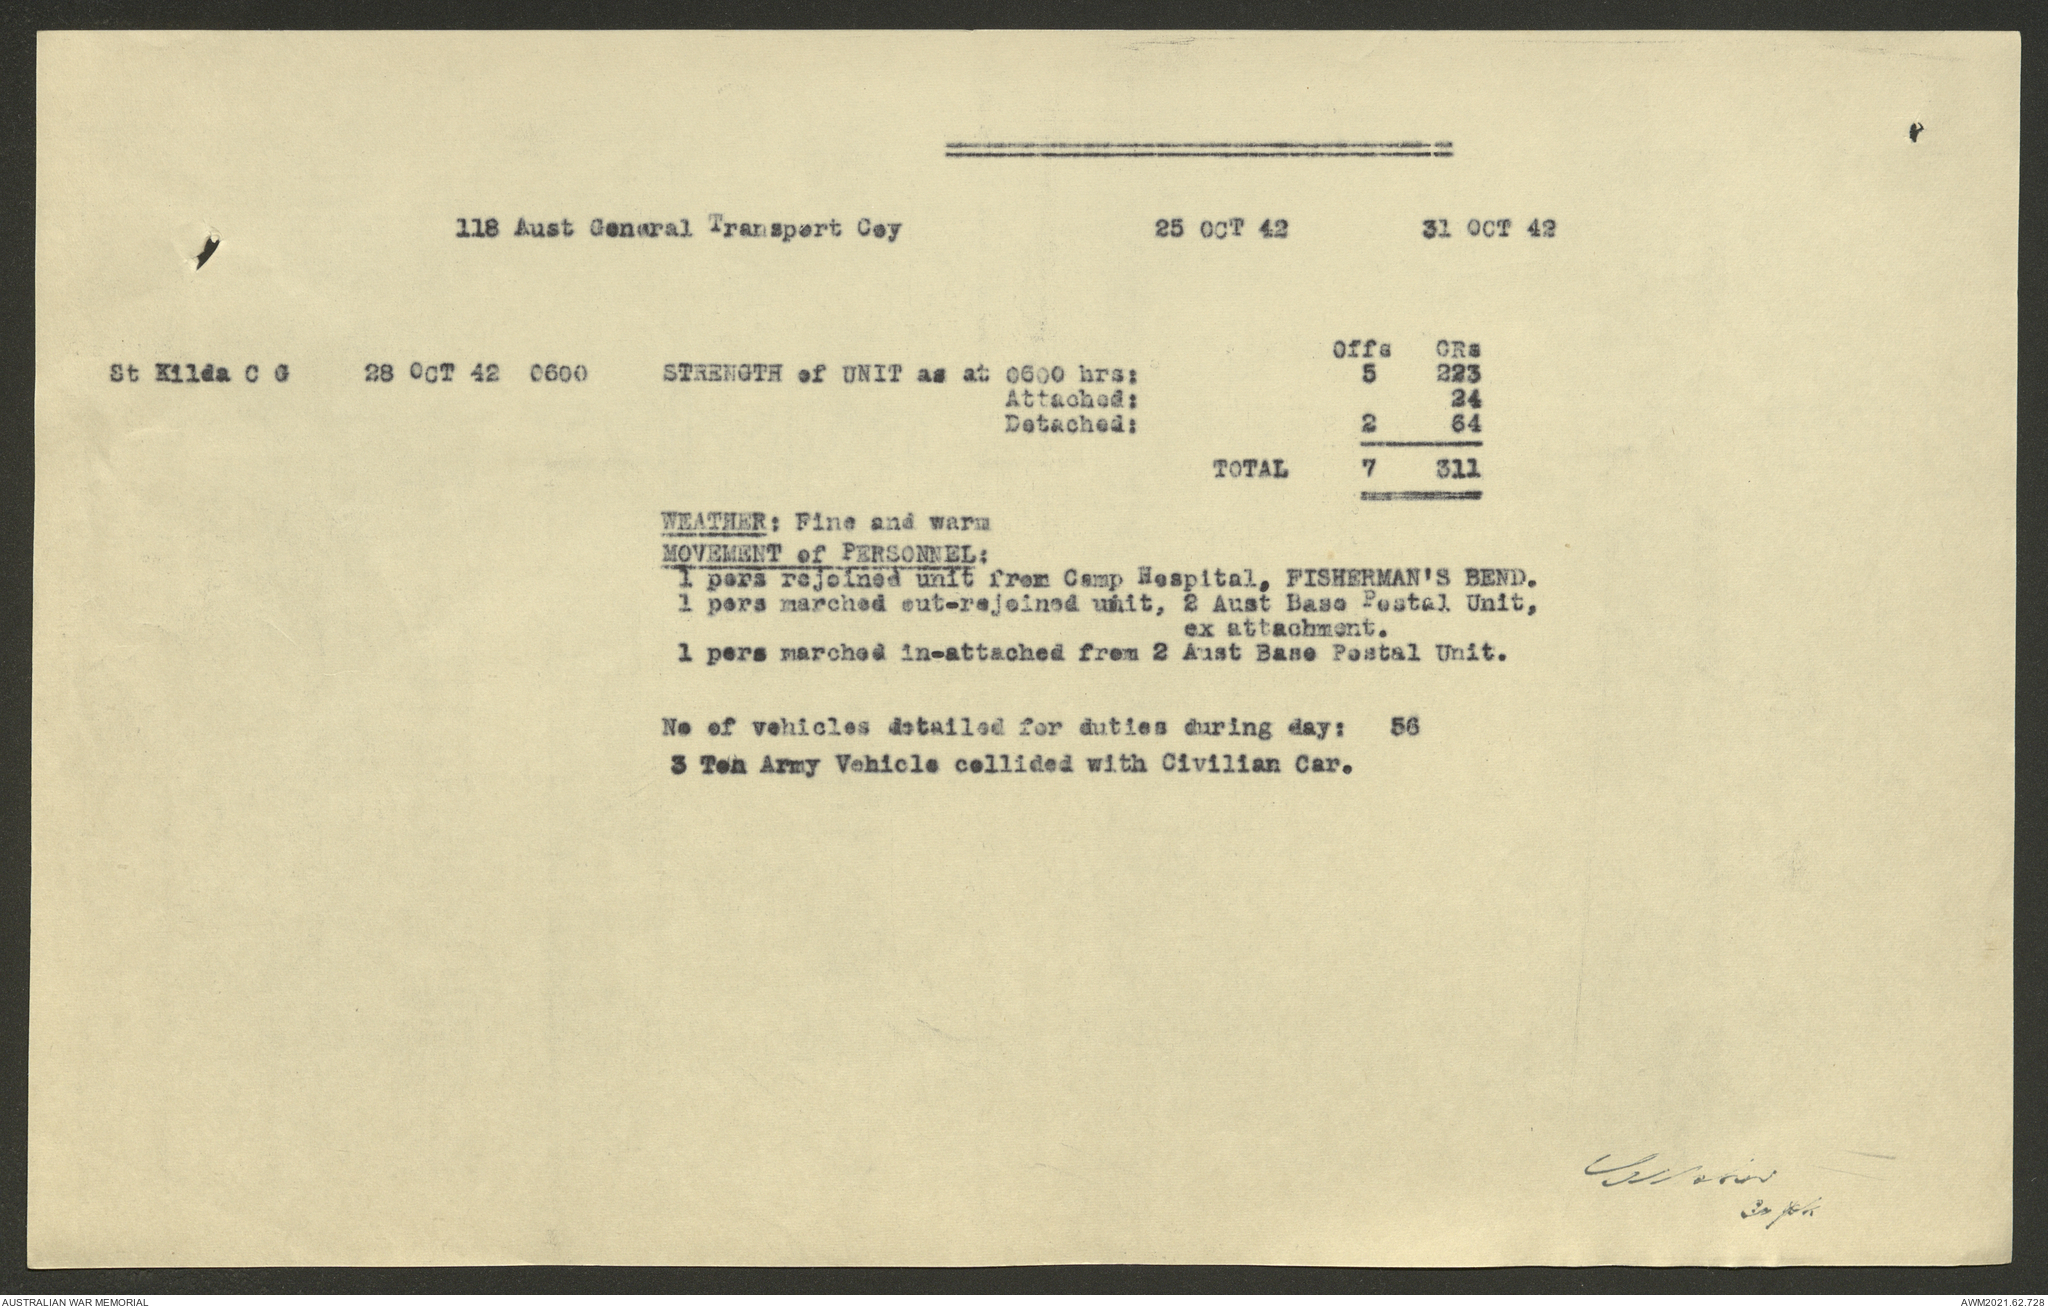 118 Aust General Transport Coy 25 OCT 42 31 OCT 42
Offs ORs
St Kilda C G 28 OCT 42 0600 STRENGTH of UNIT as at 0600 hrs: 5 223
Attached: 24
Detached: 2 64
TOTAL 7 311
WEATHER: Fine and warm
MOVEMENT of PERSONNEL:
1 pers rejoined unit from Camp Hospital, FISHERMAN'S BEND.
1 pers marched out-rejoined unit, 2 Aust Base Postal Unit,
ex attachment.
1 pers marched in-attached from 2 Aust Base Postal Unit.
No of vehicles detailed for duties during day: 56
3 Ton Army Vehicle collided with Civilian Car.
AUSTRALIAN WAR MEMORIAL
AWM2021.62.728